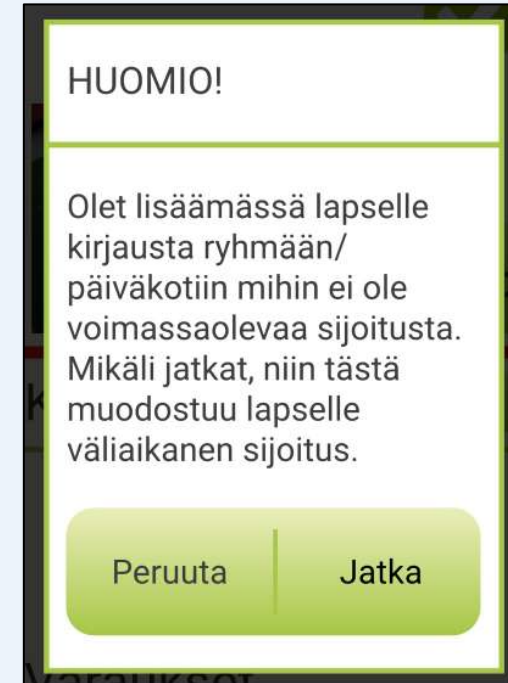 HUOMIO!
Olet lisäämässä lapselle
kirjausta ryhmään/
päiväkotiin mihin ei ole
voimassaolevaa sijoitusta.
Mikäli jatkat, niin tästä
muodostuu lapselle
väliaikanen sijoitus.
Peruuta
Jatka
Varaukset